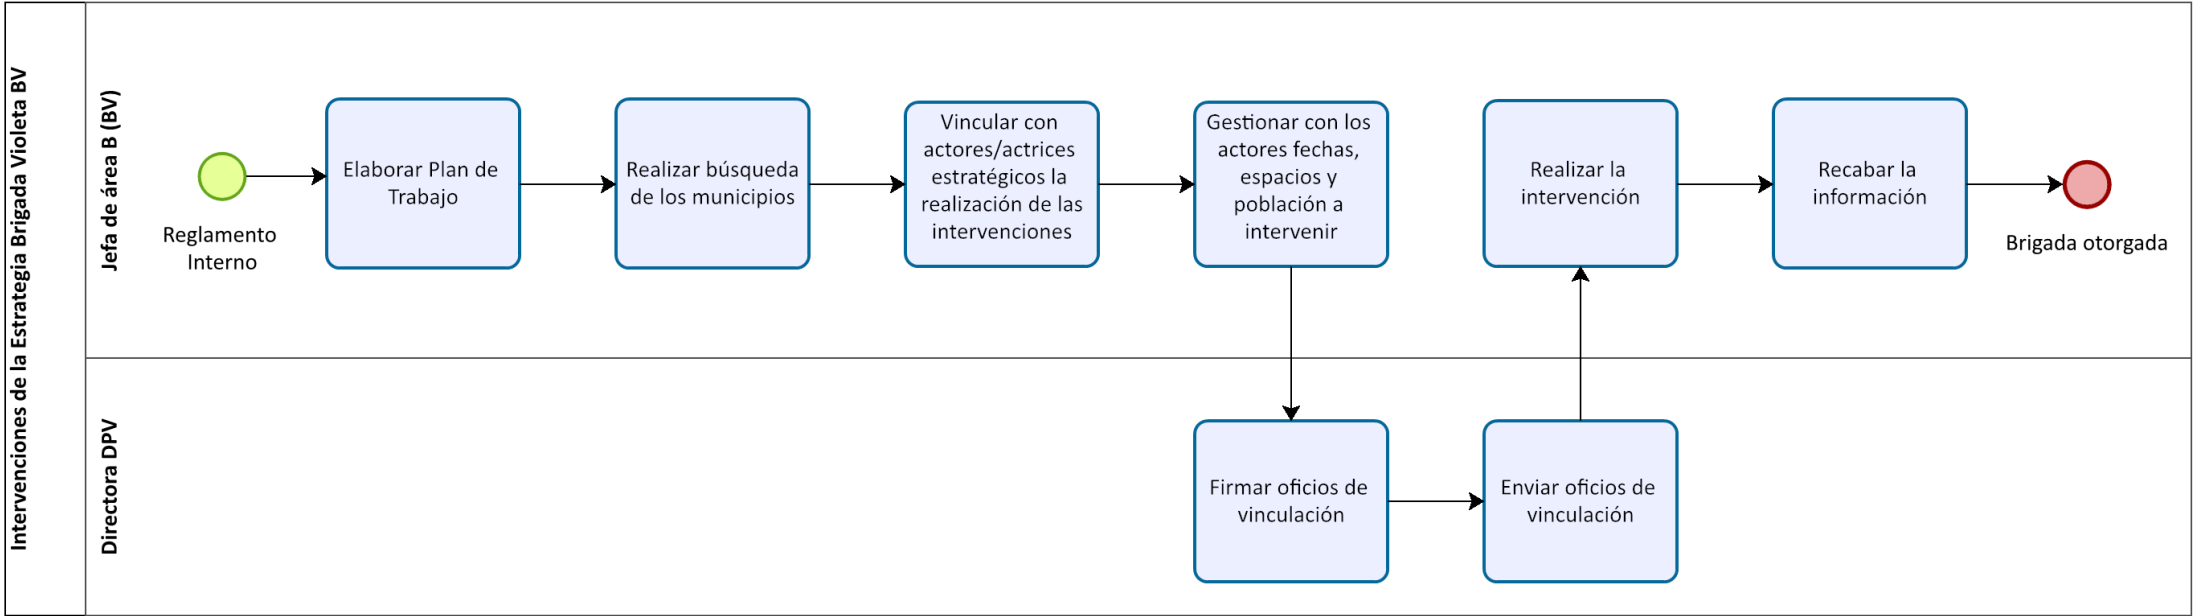 Intervenciones de la Estrategia Brigada Violeta BV
Jefa de área B (BV)
Reglamento
Interno
Elaborar Plan de
Trabajo
Realizar búsqueda
de los municipios
Vincular con
actores/actrices
estratégicos la
realización de las
intervenciones
Gestionar con los
actores fechas,
espacios y
población a
intervenir
Realizar la
intervención
Recabar la
información
Brigada otorgada
Directora DPV
Firmar oficios de
vinculación
Enviar oficios de
vinculación